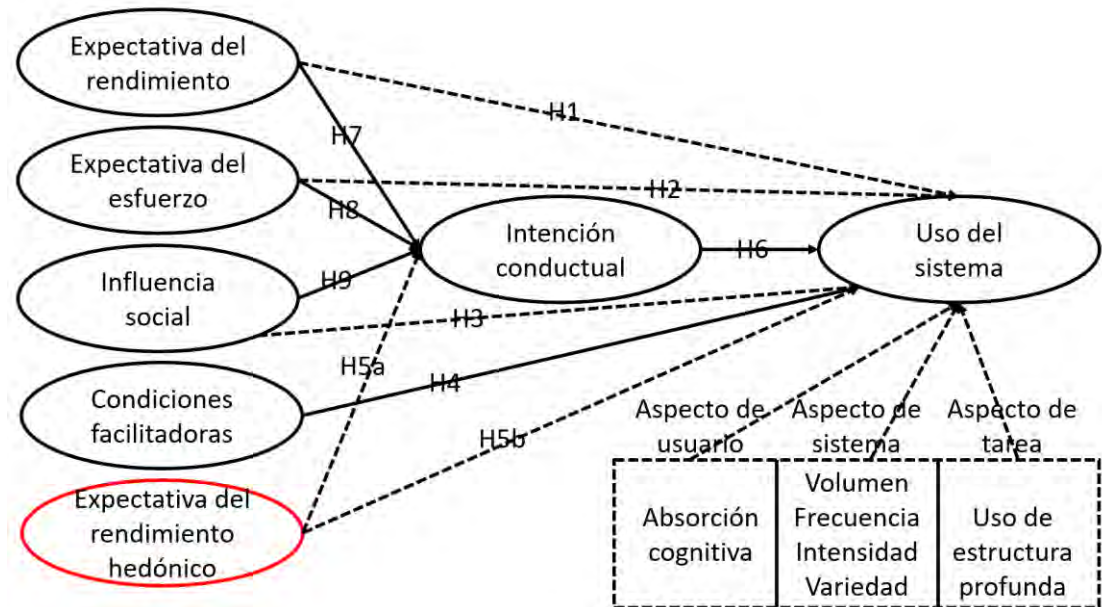 Expectativa del
rendimiento
H1
H7
Expectativa del
esfuerzo
H2
H8
Intención
conductual
H6
Uso del
sistema
Influencia
social
H9
H3
H5a
H4
Condiciones
facilitadoras
H5b
Expectativa del
rendimiento
hedónico
Aspecto de
usuario
Aspecto de
sistema
Aspecto de
tarea
Absorción
cognitiva
Volumen
Frecuencia
Intensidad
Variedad
Uso de
estructura
profunda